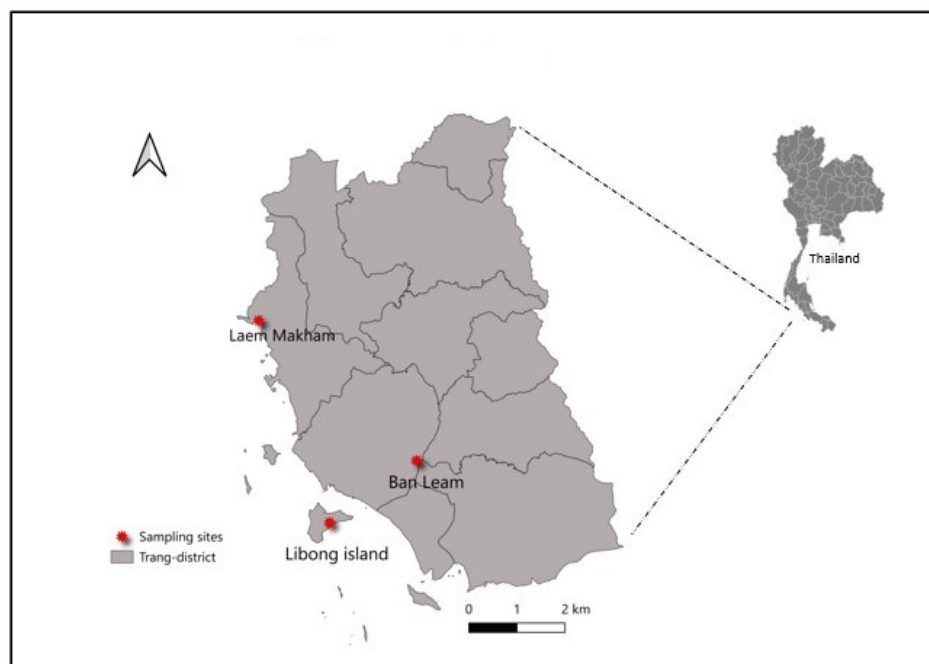 Thailand
Laem Makham
Ban Leam
Sampling sites
Trang-district
Libong island
0 1 2 km